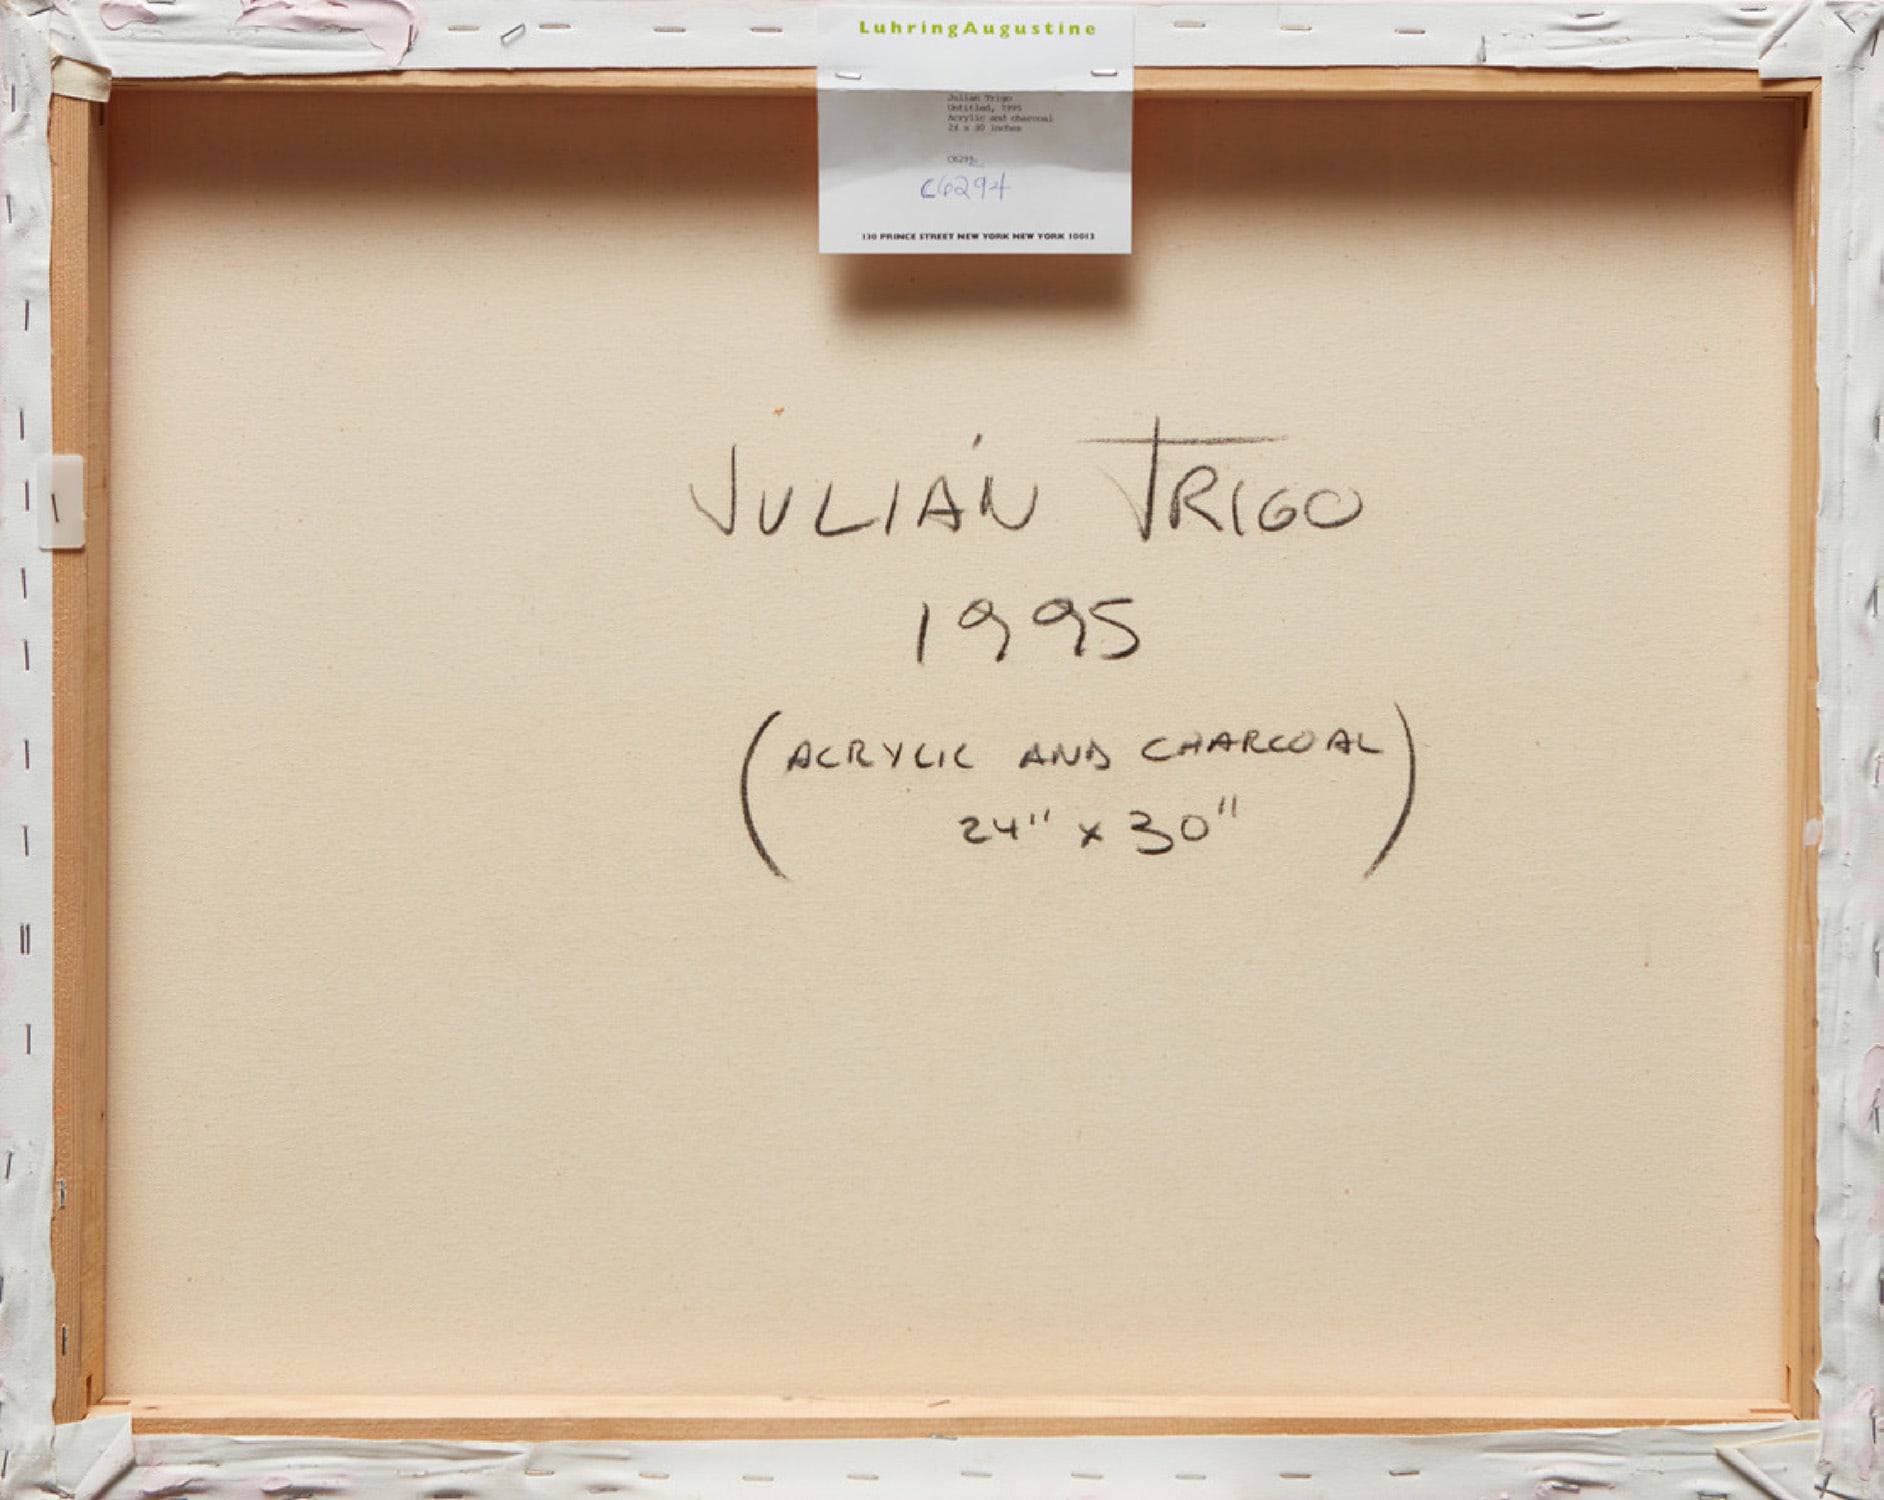 LuhringAugustine
Julian Trigo
Untitled, 1995
Acrylic and charcoal
24 x 30 inches
C6294
130 PRINCE STREET NEW YORK NEW YORK 10012
JULIÁN TRIGO
1995
(ACRYLIC AND CHARCOAL
24" x 30")